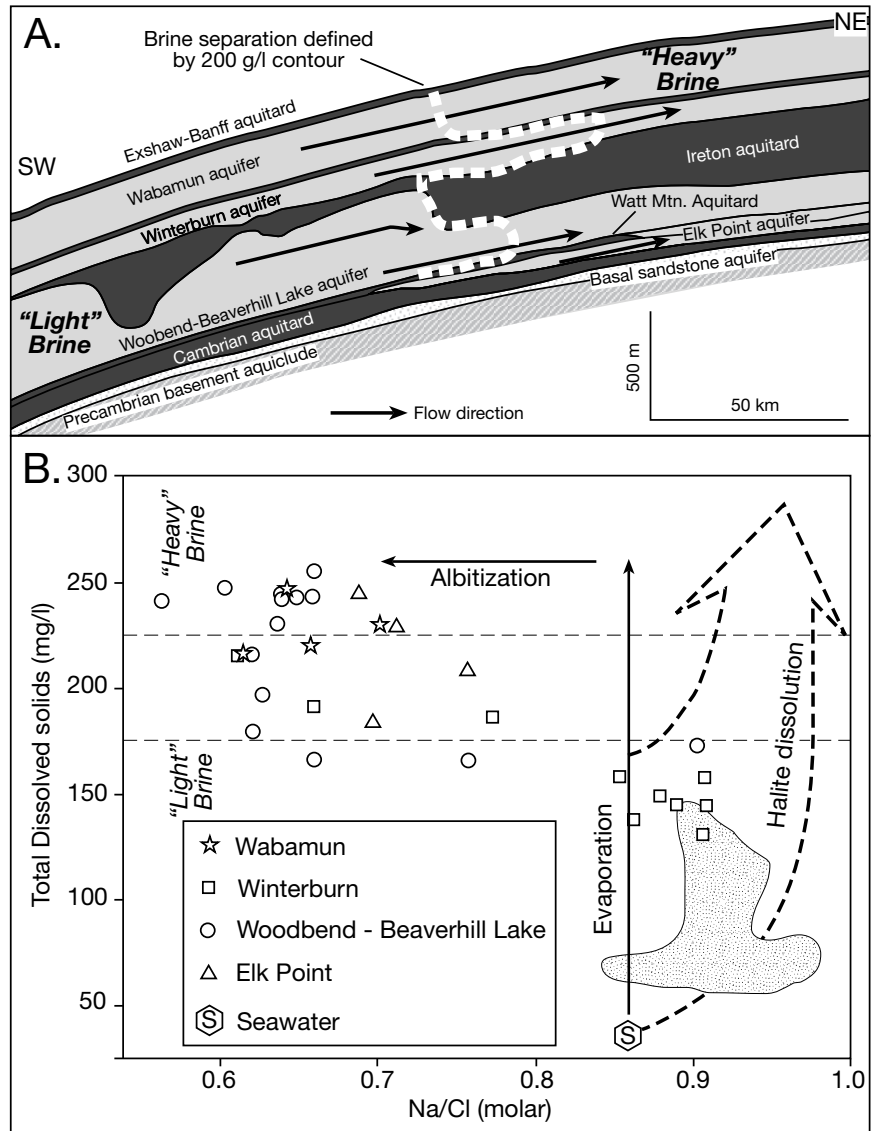 A.
NE
Brine separation defined
by 200 g/l contour
"Heavy"
Brine
Exshaw-Banff aquitard
SW
Wabamun aquifer
Ireton aquitard
Winterburn aquifer
Watt Mtn. Aquitard
Elk Point aquifer
Woobend-Beaverhill Lake aquifer
Basal sandstone aquifer
"Light"
Brine
Cambrian aquitard
Precambrian basement aquiclude
500 m
50 km
Flow direction
B.
300
250
200
150
100
50
Total Dissolved solids (mg/l)
"Heavy"
Brine
Albitization
"Light"
Brine
Evaporation
Halite dissolution
Wabamun
Winterburn
Woodbend - Beaverhill Lake
Elk Point
S Seawater
S
0.6 0.7 0.8 0.9 1.0
Na/Cl (molar)